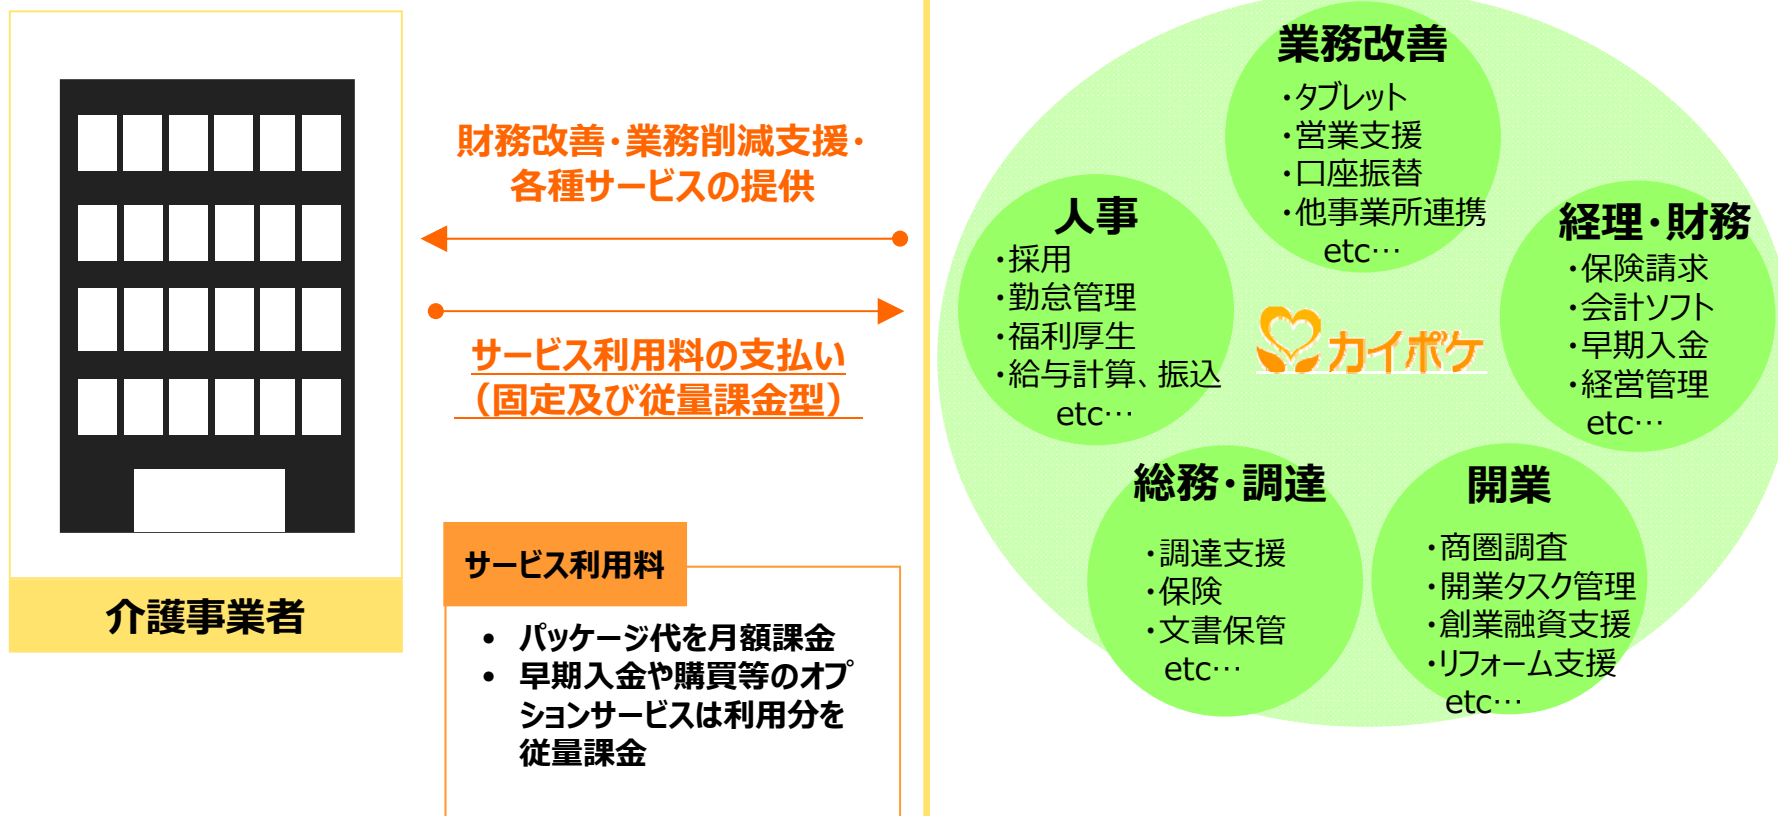 介護事業者
財務改善・業務削減支援・
各種サービスの提供
サービス利用料の支払い
（固定及び従量課金型）
サービス利用料
• パッケージ代を月額課金
• 早期入金や購買等のオプ
ションサービスは利用分を
従量課金
業務改善
・タブレット
・営業支援
・口座振替
・他事業所連携
etc…
人事
・採用
・勤怠管理
・福利厚生
・給与計算、振込
etc…
経理・財務
・保険請求
・会計ソフト
・早期入金
・経営管理
etc…
カイポケ
総務・調達
・調達支援
・保険
・文書保管
etc…
開業
・商圏調査
・開業タスク管理
・創業融資支援
・リフォーム支援
etc…